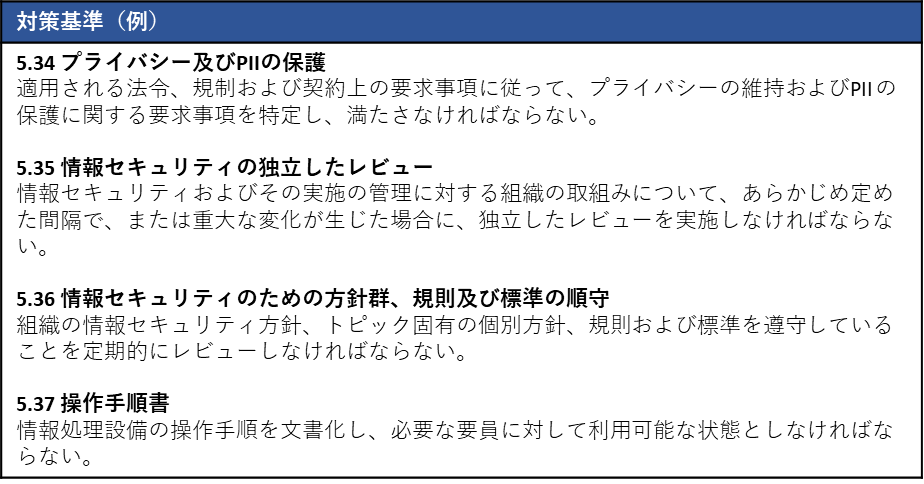 対策基準（例）
5.34 プライバシー及びPIIの保護
適用される法令、規制および契約上の要求事項に従って、プライバシーの維持およびPIIの
保護に関する要求事項を特定し、満たさなければならない。
5.35 情報セキュリティの独立したレビュー
情報セキュリティおよびその実施の管理に対する組織の取組みについて、あらかじめ定め
た間隔で、または重大な変化が生じた場合に、独立したレビューを実施しなければならな
い。
5.36 情報セキュリティのための方針群、規則及び標準の順守
組織の情報セキュリティ方針、トピック固有の個別方針、規則および標準を遵守している
ことを定期的にレビューしなければならない。
5.37 操作手順書
情報処理設備の操作手順を文書化し、必要な要員に対して利用可能な状態としなければな
らない。